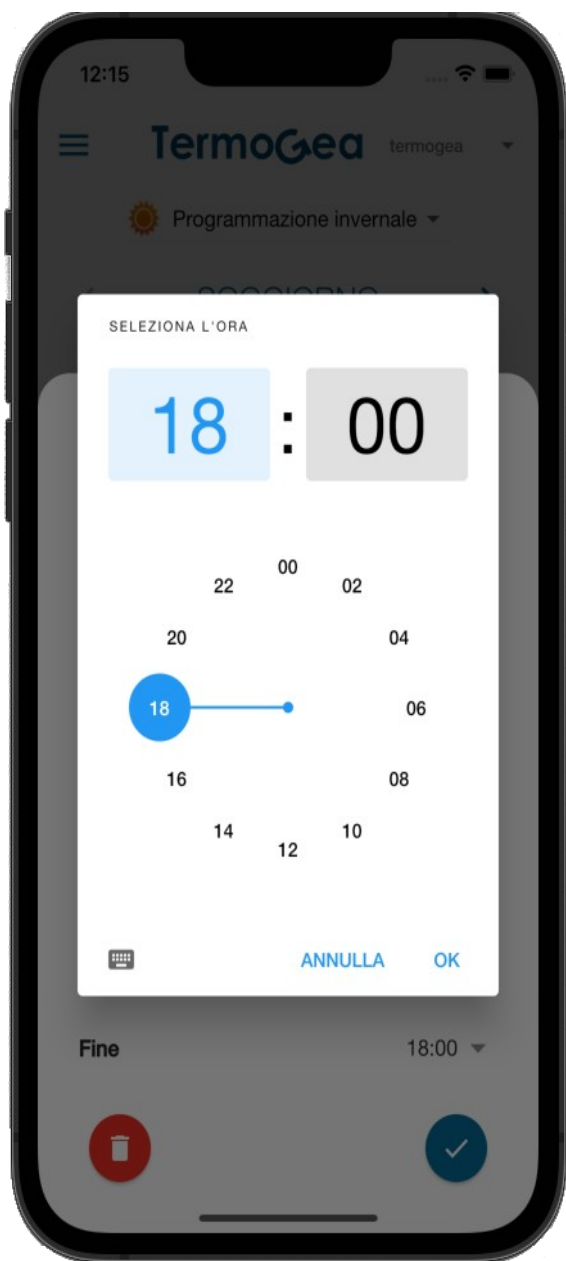 12:15
TermoGea termogea
Programmazione invernale
SOGGIORNO
SELEZIONA L'ORA
18 : 00
00
22 02
20 04
18 06
16 08
14 10
12
ANNULLA OK
Fine 18:00